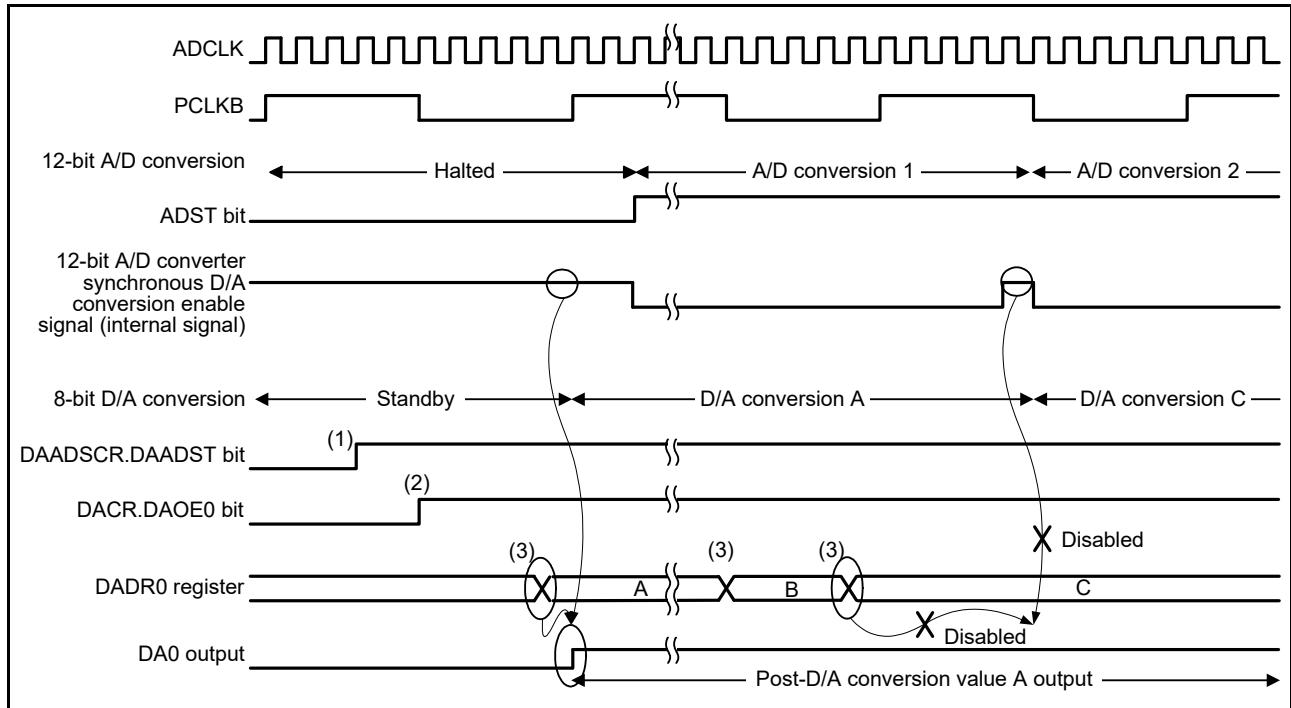 ADCLK
PCLKB
12-bit A/D conversion
Halted
A/D conversion 1
A/D conversion 2
ADST bit
12-bit A/D converter
synchronous D/A
conversion enable
signal (internal signal)
8-bit D/A conversion
Standby
D/A conversion A
D/A conversion C
(1)
DAADSCR.DAADST bit
(2)
DACR.DAOE0 bit
Disabled
(3)
(3)
(3)
DADR0 register
A
B
C
Disabled
DA0 output
Post-D/A conversion value A output